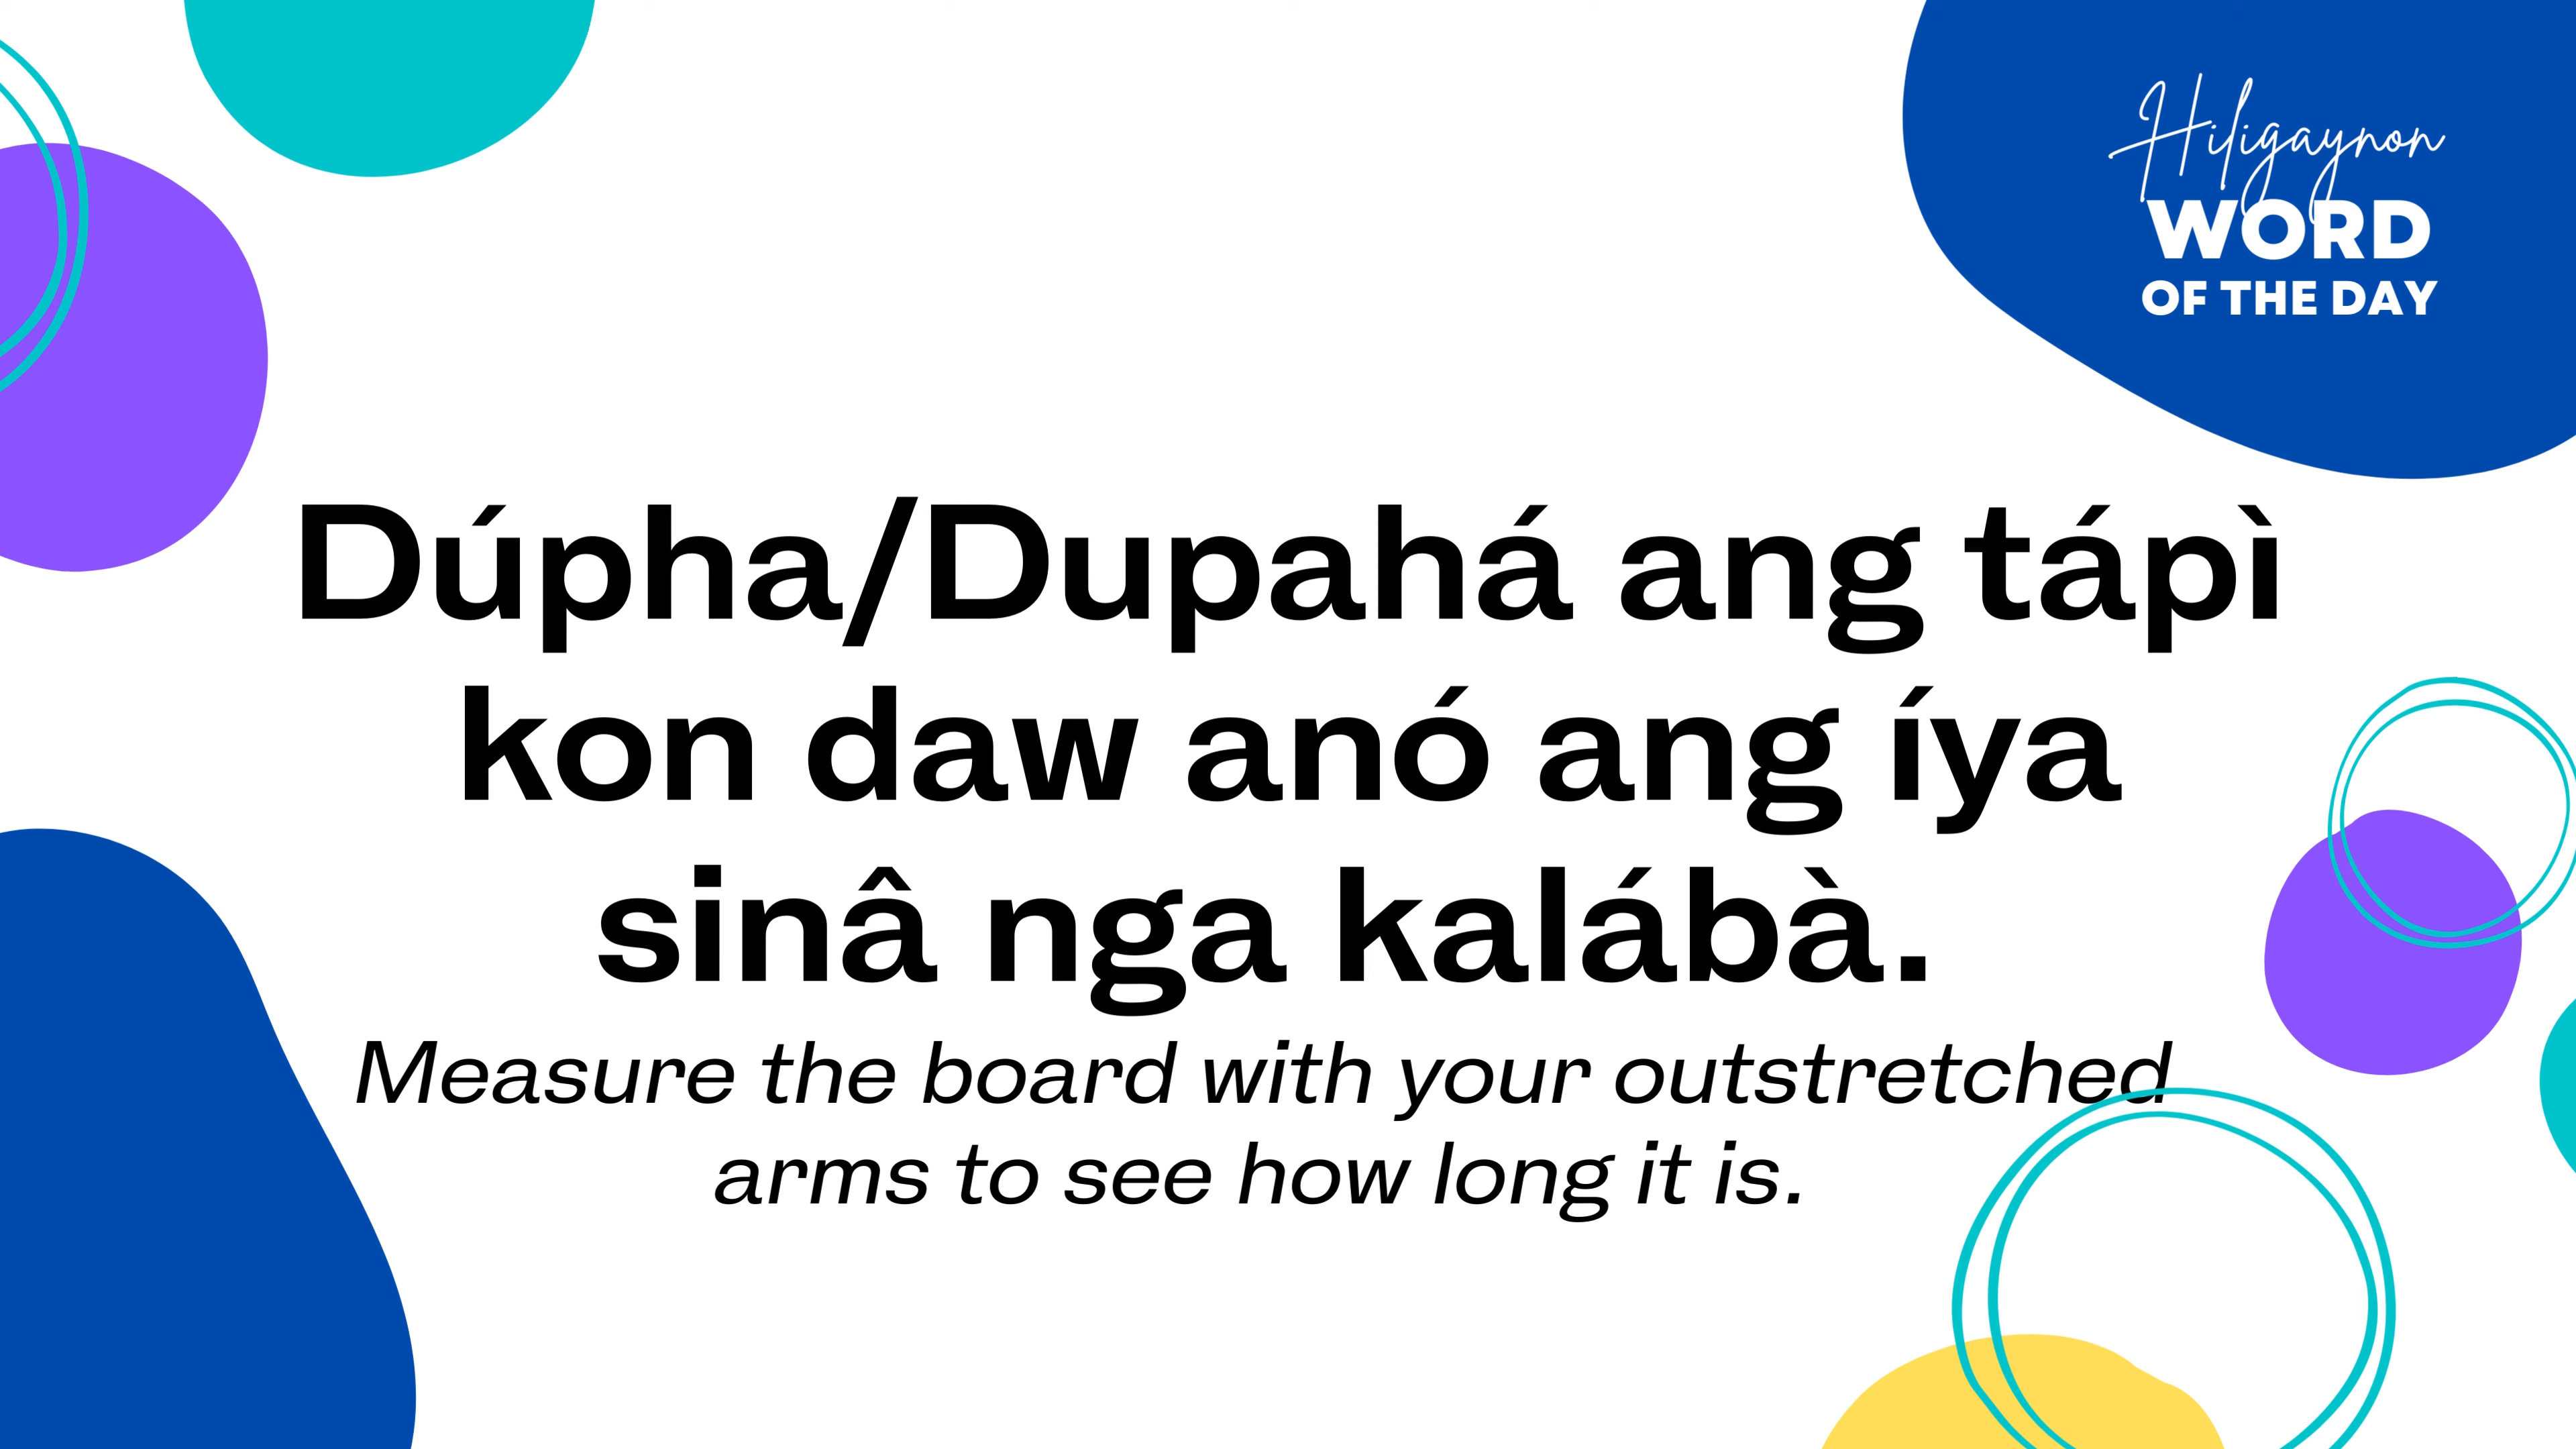 Hiligaynon
WORD
OF THE DAY
Dúpha/Dupahá ang tápì
kon daw anó ang íya
sinâ nga kalábà.
Measure the board with your outstretched
arms to see how long it is.